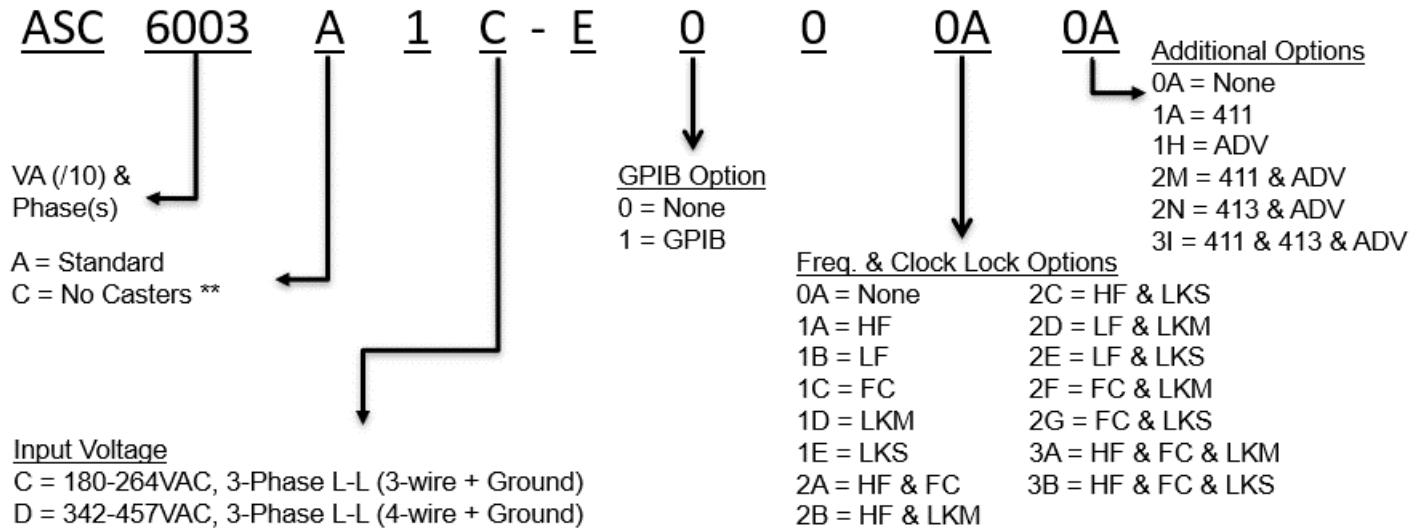 ASC 6003 A 1 C - E 0 0 0A 0A
Additional Options
0A = None
1A = 411
1H = ADV
2M = 411 & ADV
2N = 413 & ADV
3I = 411 & 413 & ADV
VA (/10) &
Phase(s)
A = Standard
C = No Casters **
GPIB Option
0 = None
1 = GPIB
Freq. & Clock Lock Options
0A = None
1A = HF
1B = LF
1C = FC
1D = LKM
1E = LKS
2A = HF & FC
2B = HF & LKM
2C = HF & LKS
2D = LF & LKM
2E = LF & LKS
2F = FC & LKM
2G = FC & LKS
3A = HF & FC & LKM
3B = HF & FC & LKS
Input Voltage
C = 180-264VAC, 3-Phase L-L (3-wire + Ground)
D = 342-457VAC, 3-Phase L-L (4-wire + Ground)